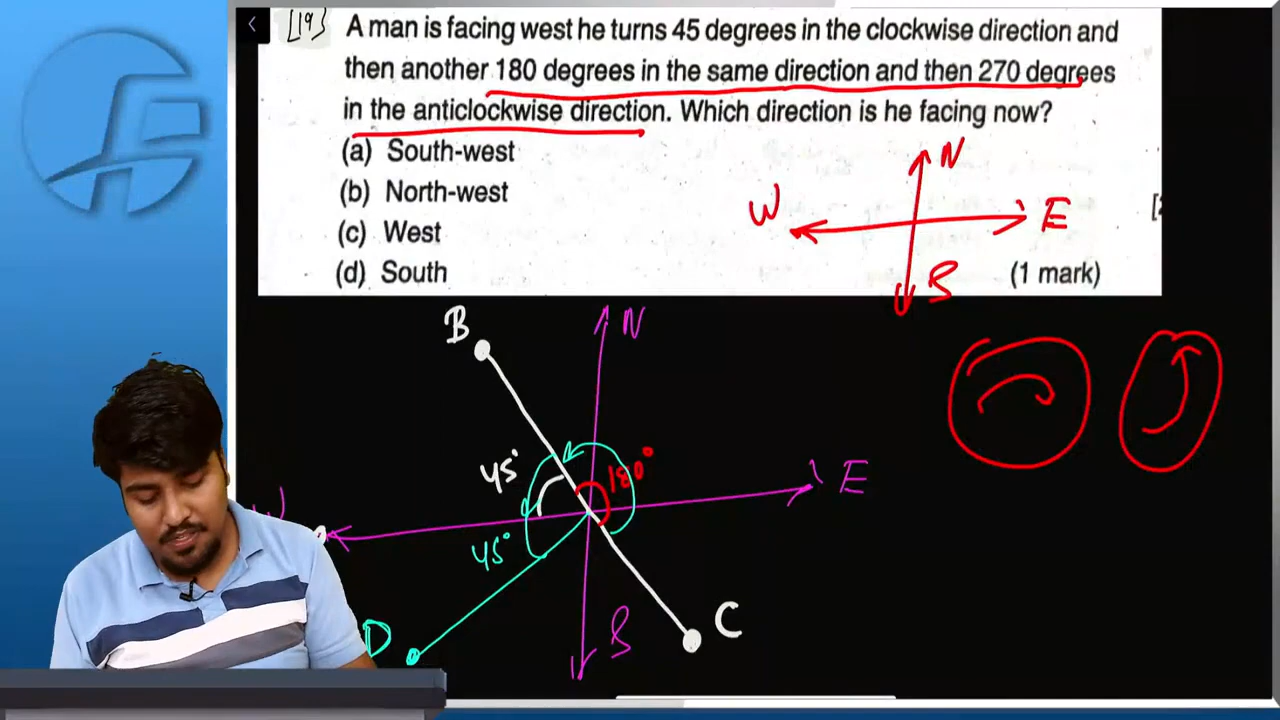 [19] A man is facing west he turns 45 degrees in the clockwise direction and
then another 180 degrees in the same direction and then 270 degrees
in the anticlockwise direction. Which direction is he facing now?
(a) South-west
(b) North-west
(c) West
(d) South
(1 mark)
N
W
E
S
B
N
45°
180°
E
W
45°
D
S
C